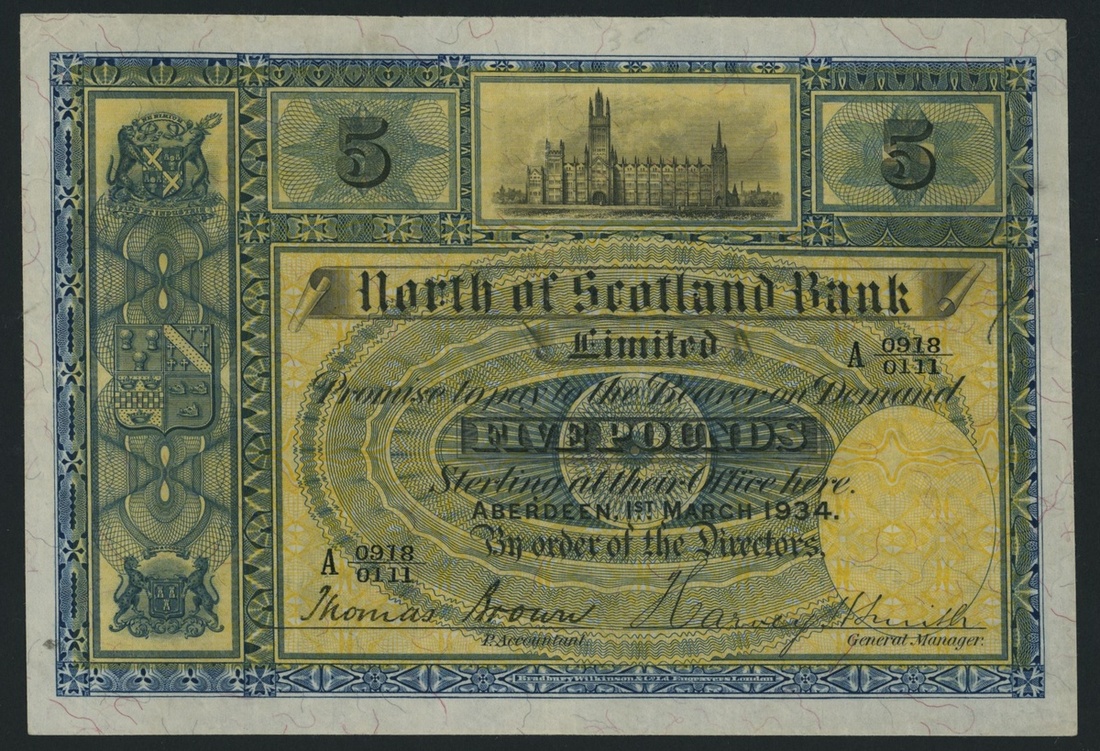 5
5
North of Scotland Bank
Limited
A 0918
0111
Promise to pay to the Bearer on Demand
FIVE POUNDS
Sterling at their Office here.
ABERDEEN, 1ST MARCH 1934.
By order of the Directors.
A 0918
0111
Thomas Brown
Harvey H Smith
P. Accountant.
General Manager.
Bradbury Wilkinson & Co Ld Engravers London